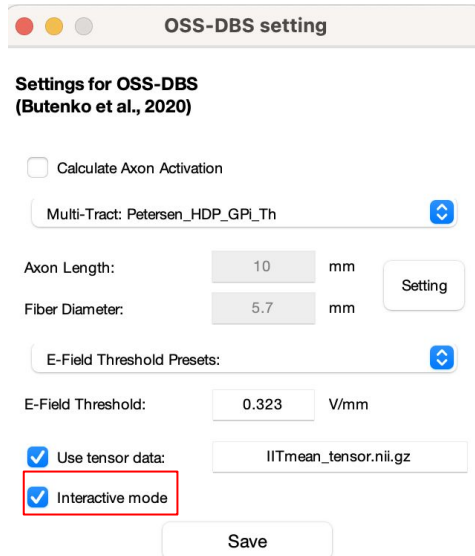 OSS-DBS setting
Settings for OSS-DBS
(Butenko et al., 2020)
Calculate Axon Activation
Multi-Tract: Petersen_HDP_GPi_Th
Axon Length: 10 mm
Setting
Fiber Diameter: 5.7 mm
E-Field Threshold Presets:
E-Field Threshold: 0.323 V/mm
Use tensor data: IITmean_tensor.nii.gz
Interactive mode
Save